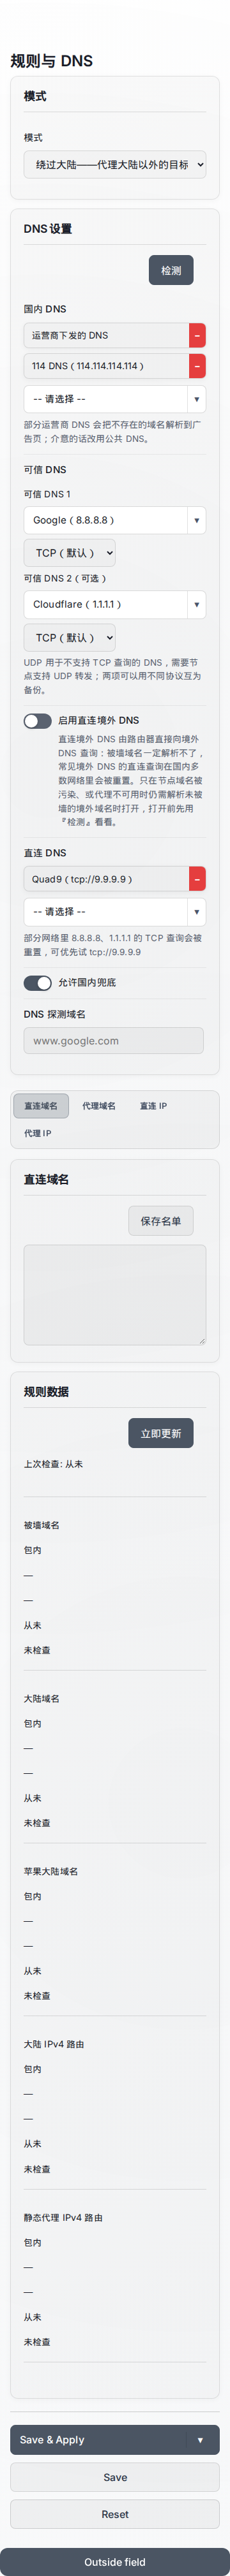 规则与 DNS
模式
模式
绕过大陆——代理大陆以外的目标
DNS 设置
检测
国内 DNS
运营商下发的 DNS
−
114 DNS（114.114.114.114）
−
-- 请选择 --
▾
部分运营商 DNS 会把不存在的域名解析到广
告页；介意的话改用公共 DNS。
可信 DNS
可信 DNS 1
Google（8.8.8.8）
▾
TCP（默认）
可信 DNS 2（可选）
Cloudflare（1.1.1.1）
▾
TCP（默认）
UDP 用于不支持 TCP 查询的 DNS，需要节
点支持 UDP 转发；两项可以用不同协议互为
备份。
启用直连境外 DNS
直连境外 DNS 由路由器直接向境外
DNS 查询：被墙域名一定解析不了，
常见境外 DNS 的直连查询在国内多
数网络里会被重置。只在节点域名被
污染、或代理不可用时仍需解析未被
墙的境外域名时打开，打开前先用
『检测』看看。
直连 DNS
Quad9（tcp://9.9.9.9）
−
-- 请选择 --
▾
部分网络里 8.8.8.8、1.1.1.1 的 TCP 查询会被
重置，可优先试 tcp://9.9.9.9
允许国内兜底
DNS 探测域名
www.google.com
直连域名
代理域名
直连 IP
代理 IP
直连域名
保存名单
规则数据
立即更新
上次检查: 从未
被墙域名
包内
—
—
从未
未检查
大陆域名
包内
—
—
从未
未检查
苹果大陆域名
包内
—
—
从未
未检查
大陆 IPv4 路由
包内
—
—
从未
未检查
静态代理 IPv4 路由
包内
—
—
从未
未检查
Save & Apply
▾
Save
Reset
Outside field